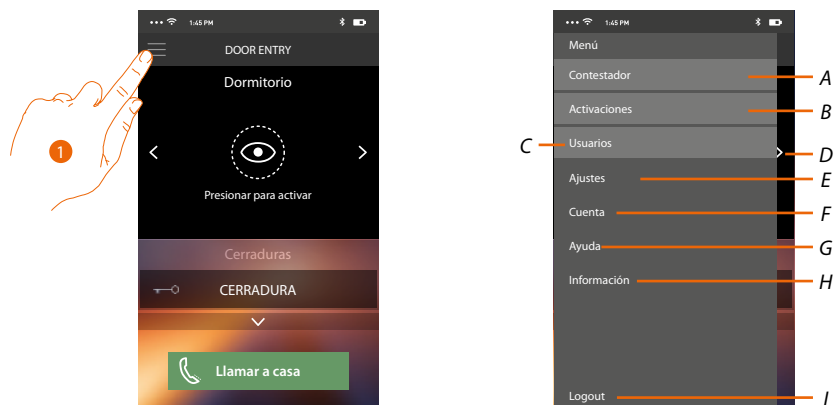 1:45 PM
DOOR ENTRY
Dormitorio
Presionar para activar
Cerraduras
CERRADURA
Llamar a casa
1
1:45 PM
Menú
Contestador
A
Activaciones
B
C
Usuarios
D
Ajustes
E
Cuenta
F
Ayuda
G
Información
H
Logout
I